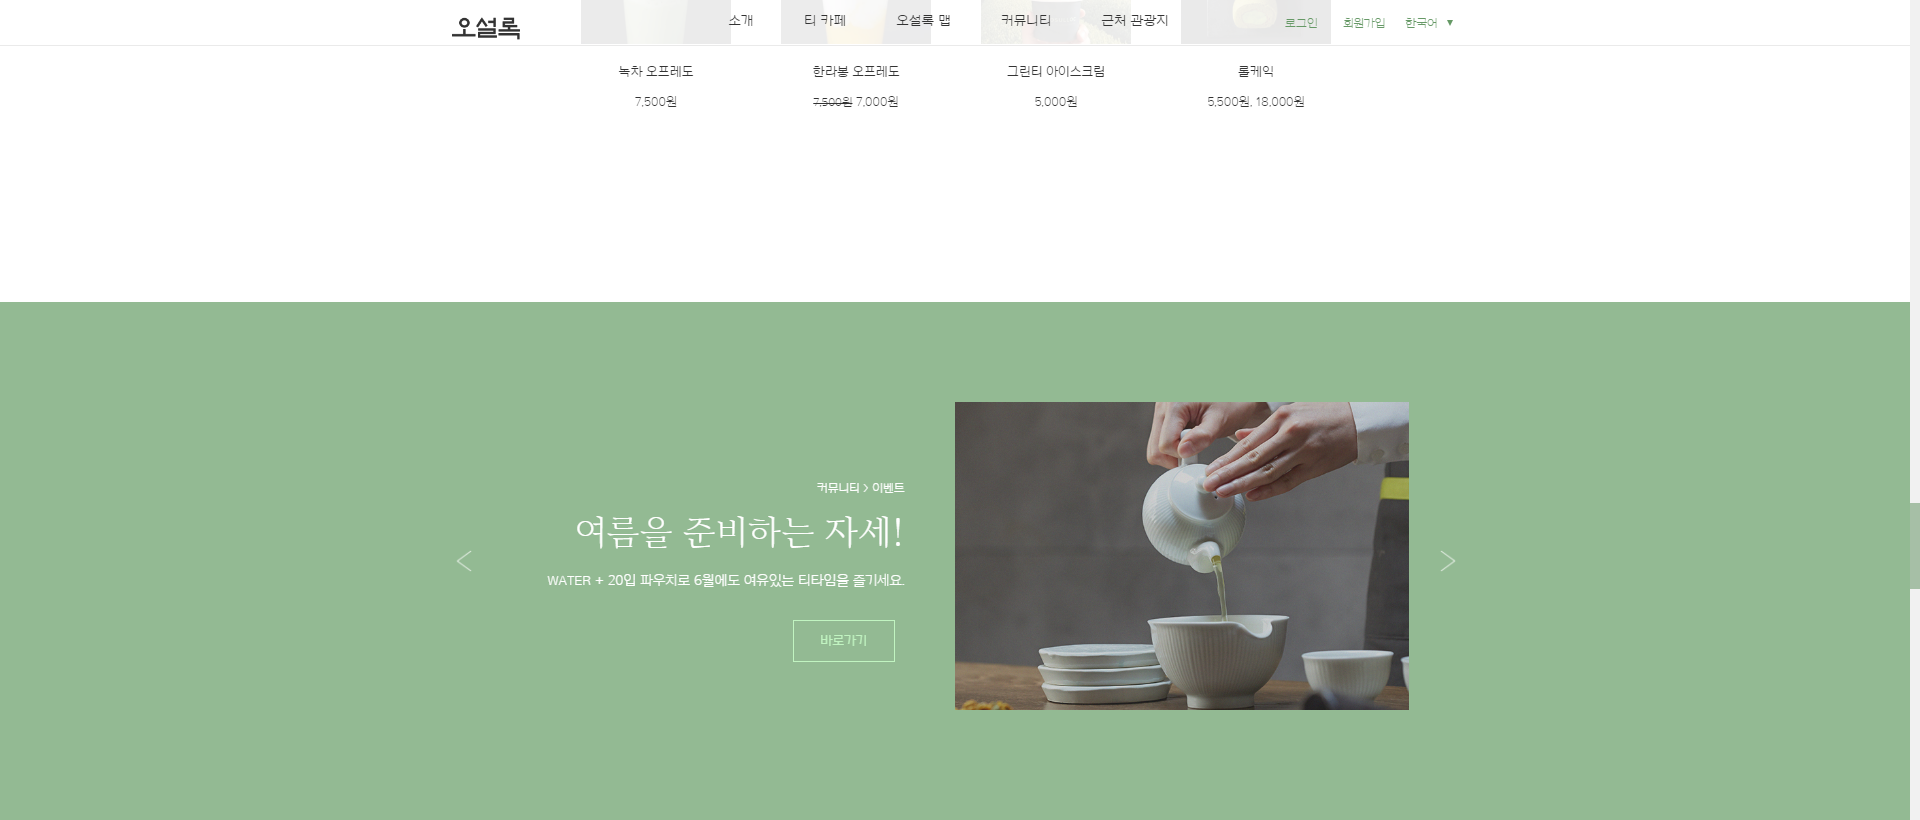 오설록
소개 티 카페 오설록 맵 커뮤니티 근처 관광지
로그인 회원가입 한국어 ▼
녹차 오프레도 한라봉 오프레도 그린티 아이스크림 롤케익
7,500원 7,500원 7,000원 5,000원 5,500원, 18,000원
커뮤니티 > 이벤트
여름을 준비하는 자세!
WATER + 20입 파우치로 6월에도 여유있는 티타임을 즐기세요.
바로가기